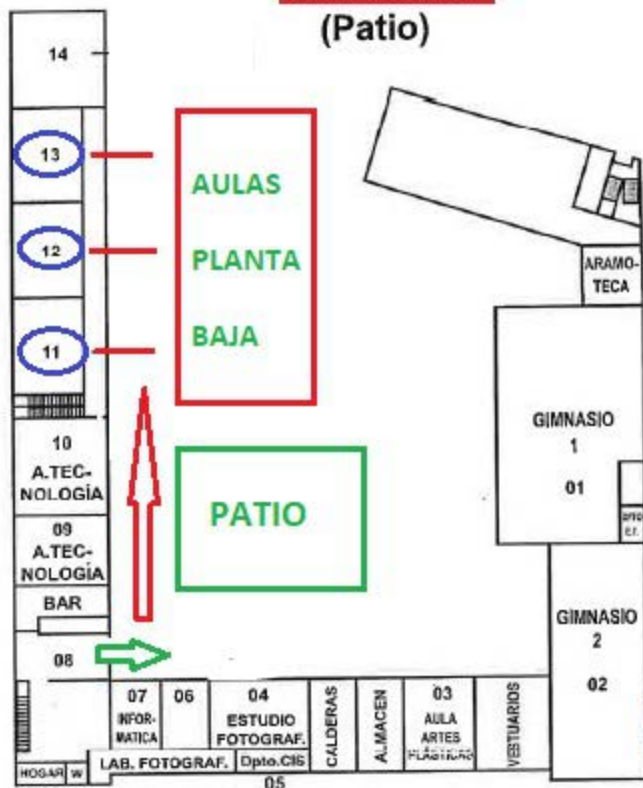 (Patio)
14
13
12
11
AULAS
PLANTA
BAJA
ARAMO-
TECA
GIMNASIO
1
01
10
A.TEC-
NOLOGÍA
PATIO
09
A.TEC-
NOLOGÍA
BAR
GIMNASIO
2
02
08
07
INFOR-
MATICA
06
04
ESTUDIO
FOTOGRAF.
CALDERAS
ALMACEN
03
AULA
ARTES
PLÁSTICAS
VESTUARIOS
HOGAR
W
LAB. FOTOGRAF.
Dpto.CIS
05